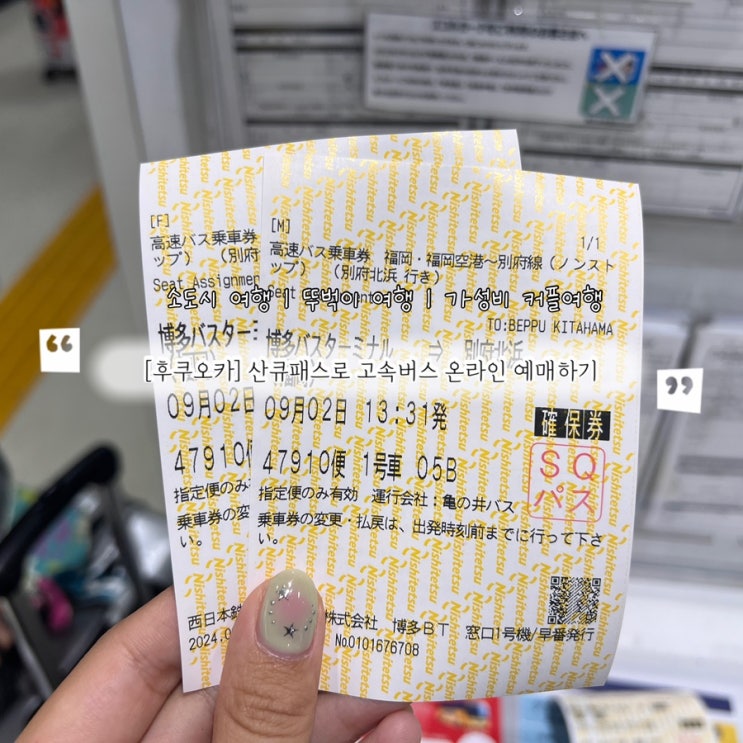 [F]
高速バス乗車券
ップ） （別府
Seat Assignmen
博多バスター
09月02日
47910
指定便のみ
乗車券の変
い。
西日本鉄
2024.0
[M]
1/1
高速バス乗車券 福岡・福岡空港～別府線（ノンスト
ップ） （別府北浜 行き）
소도시 여행 | 뚜벅이 여행 | 가성비 커플여행
TO:BEPPU KITAHAMA
博多バスターミナル ⇒ 別府北浜
“
[후쿠오카] 산큐패스로 고속버스 온라인 예매하기
”
09月02日 13:31発
確保券
47910便 1号車 05B
SQ
パス
指定便のみ有効 運行会社：亀の井バス
乗車券の変更・払戻は、出発時刻前までに行って下さ
い。
株式会社 博多BT 窓口1号機/早番発行
No0101676708
Nishitetsu